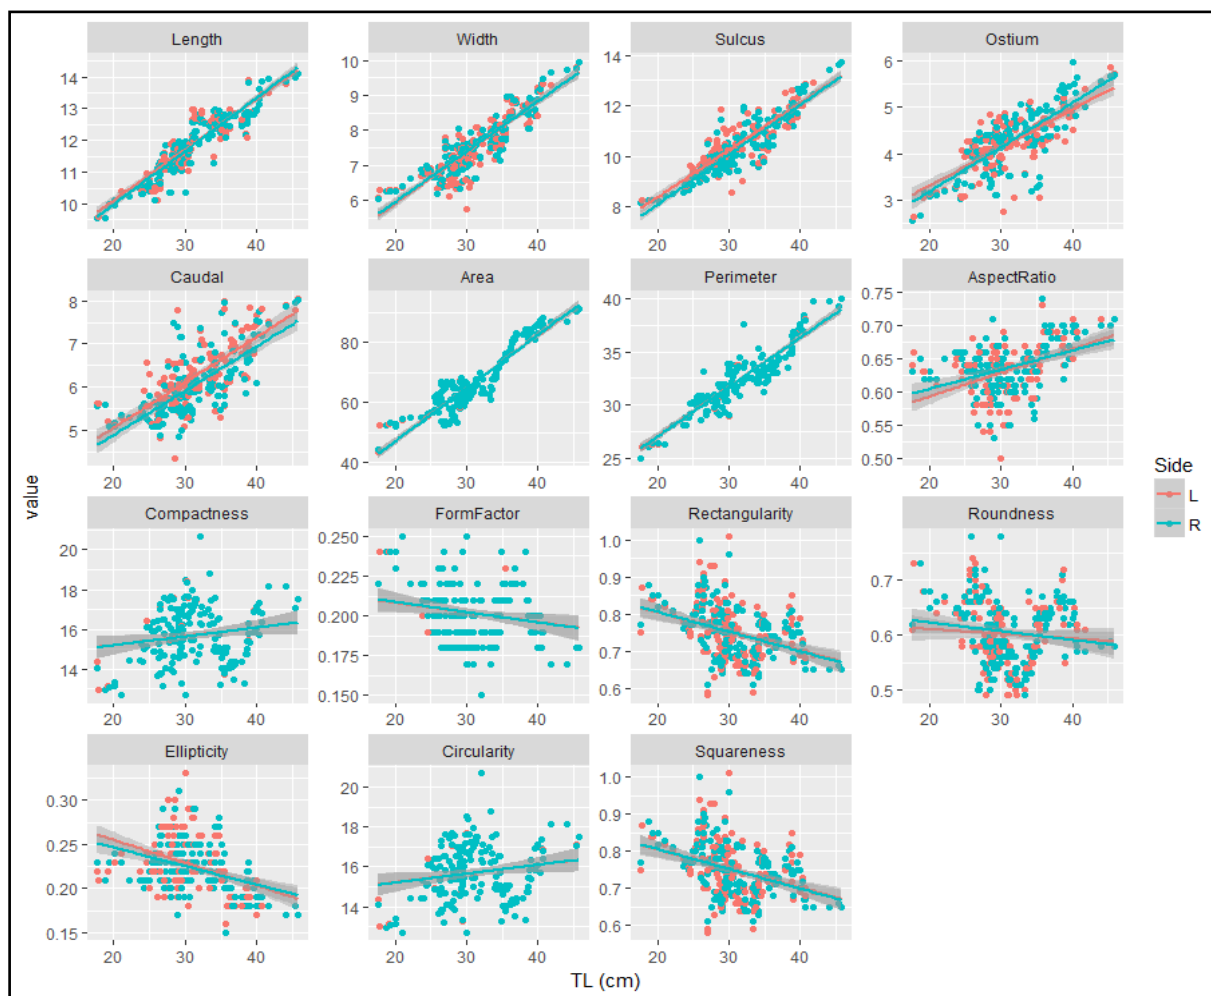 Length Width Sulcus Ostium
14 13 12 11 10
10 9 8 7 6
14 12 10 8
6 5 4 3
20 30 40 20 30 40 20 30 40 20 30 40
Caudal Area Perimeter AspectRatio
8 7 6 5
80 60 40
40 35 30 25
0.75 0.70 0.65 0.60 0.55 0.50
20 30 40 20 30 40 20 30 40 20 30 40
value
Side
L
R
Compactness FormFactor Rectangularity Roundness
20 18 16 14
0.250 0.225 0.200 0.175 0.150
1.0 0.9 0.8 0.7 0.6
0.7 0.6 0.5
20 30 40 20 30 40 20 30 40 20 30 40
Ellipticity Circularity Squareness
0.30 0.25 0.20 0.15
20 18 16 14
1.0 0.9 0.8 0.7 0.6
20 30 40 20 30 40 20 30 40
TL (cm)